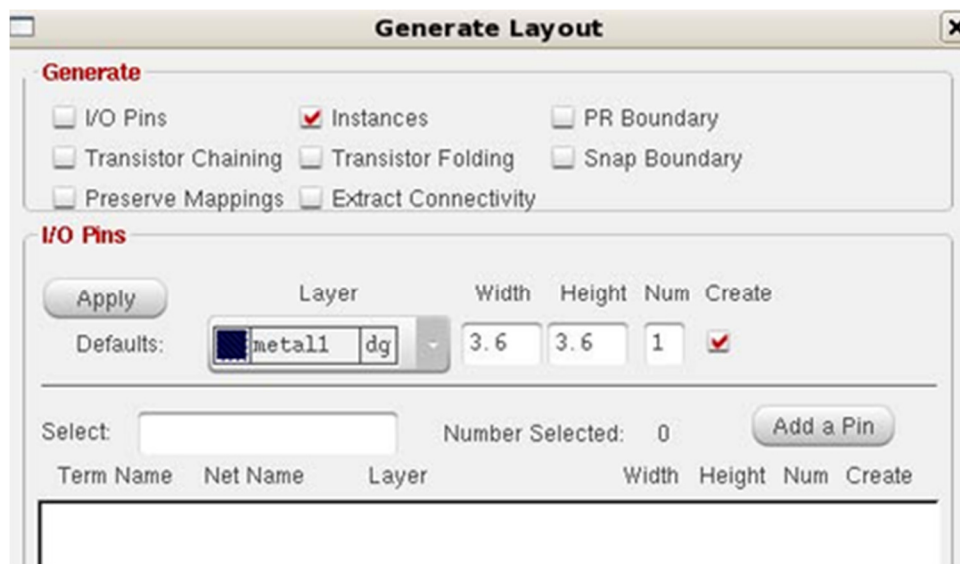 Generate Layout
Generate
I/O Pins Instances PR Boundary
Transistor Chaining Transistor Folding Snap Boundary
Preserve Mappings Extract Connectivity
I/O Pins
Apply Layer Width Height Num Create
Defaults: metal1 dg 3.6 3.6 1
Select: Number Selected: 0 Add a Pin
Term Name Net Name Layer Width Height Num Create